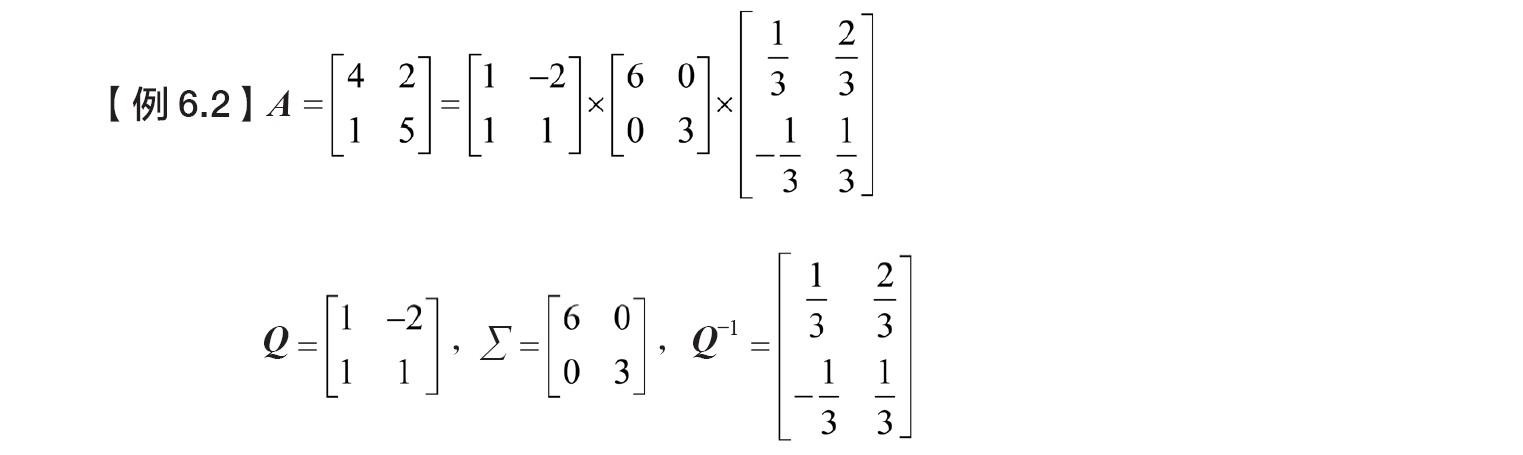 【例 6.2】A = [4 2; 1 5] = [1 −2; 1 1] × [6 0; 0 3] × [1/3 2/3; −1/3 1/3]
Q = [1 −2; 1 1] , Σ = [6 0; 0 3] , Q⁻¹ = [1/3 2/3; −1/3 1/3]